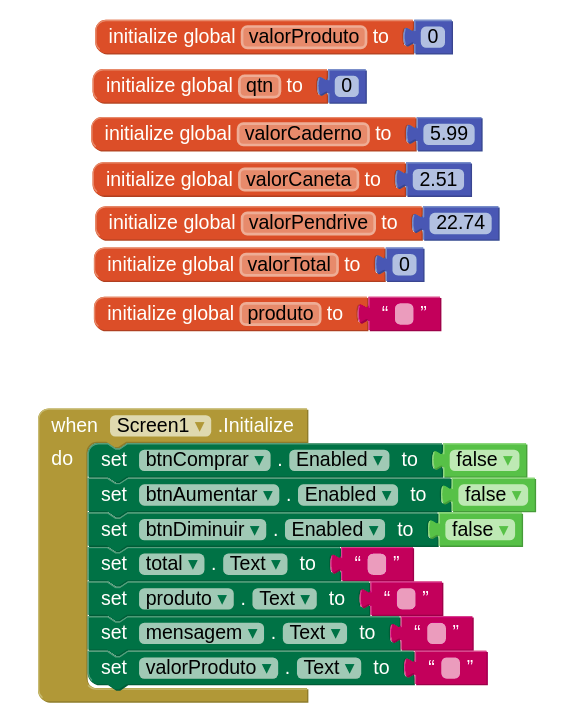 initialize global valorProduto to 0
initialize global qtn to 0
initialize global valorCaderno to 5.99
initialize global valorCaneta to 2.51
initialize global valorPendrive to 22.74
initialize global valorTotal to 0
initialize global produto to “ ”
when Screen1 .Initialize
do set btnComprar . Enabled to false
set btnAumentar . Enabled to false
set btnDiminuir . Enabled to false
set total . Text to “ ”
set produto . Text to “ ”
set mensagem . Text to “ ”
set valorProduto . Text to “ ”